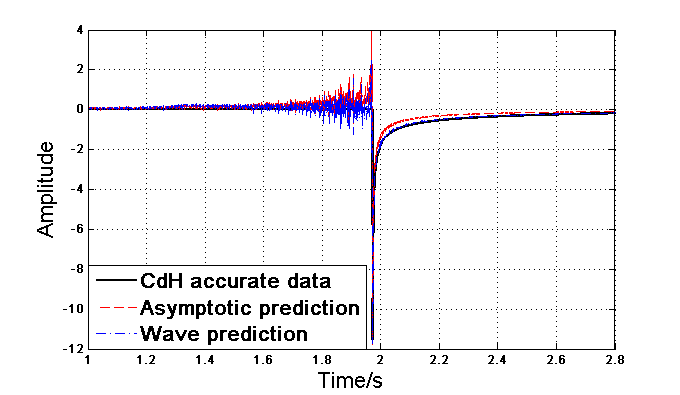 4
2
0
-2
-4
-6
-8
-10
-12
Amplitude
CdH accurate data
Asymptotic prediction
Wave prediction
1 1.2 1.4 1.6 1.8 2 2.2 2.4 2.6 2.8
Time/s